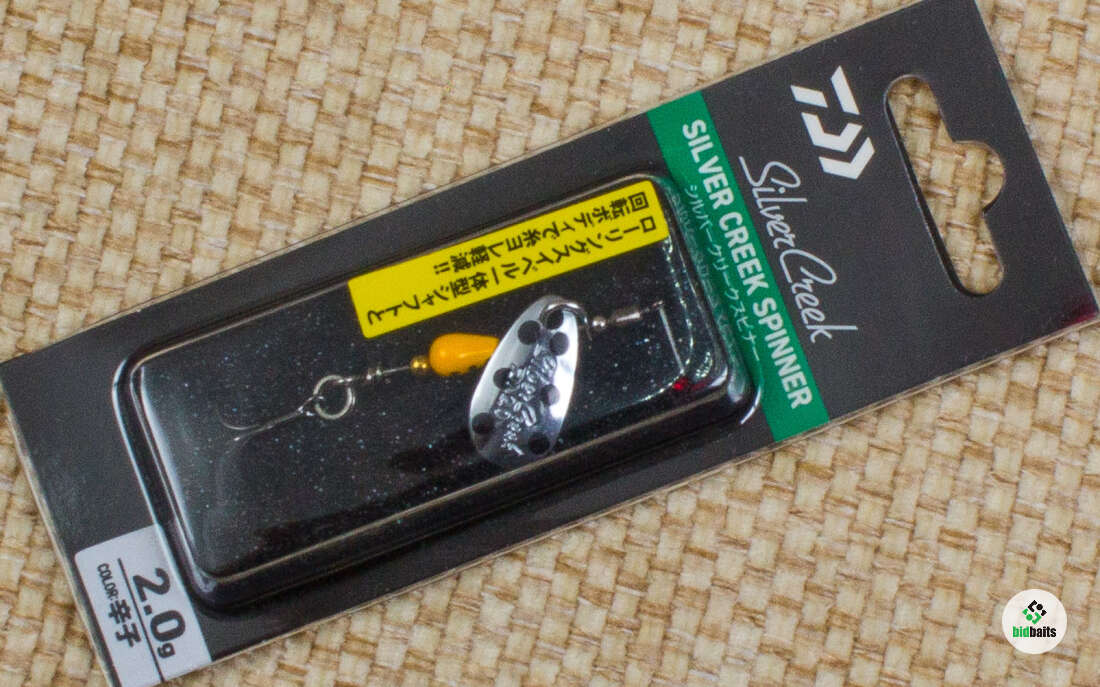 Silver Creek
SILVER CREEK SPINNER
シルバークリークスピナー
ローリングスイベル一体型シャフトと
回転ボディで糸ヨレ軽減!!
2.0g
COLOR:辛子
bidbaits